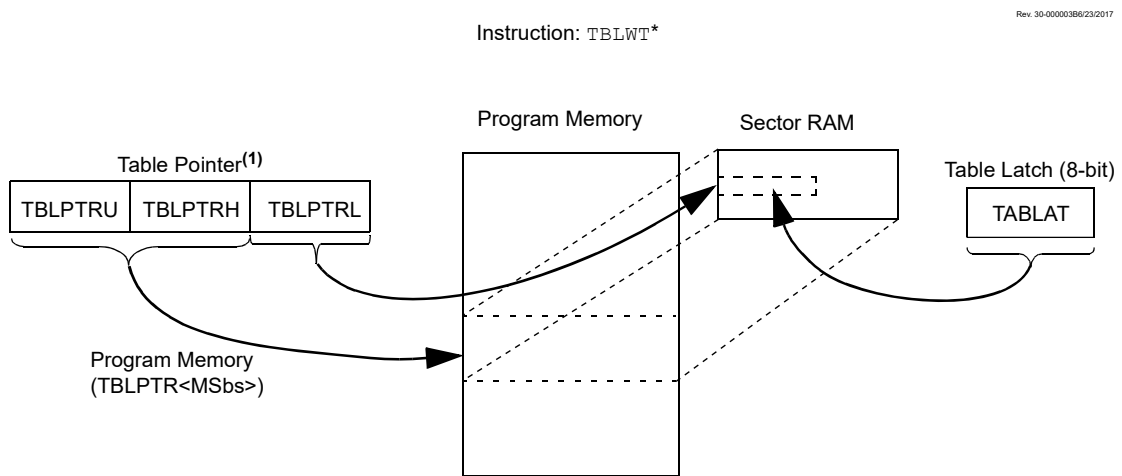 Rev. 30-000003B6/23/2017
Instruction: TBLWT*
Program Memory
Sector RAM
Table Pointer(1)
Table Latch (8-bit)
TBLPTRU
TBLPTRH
TBLPTRL
TABLAT
Program Memory
(TBLPTR<MSbs>)